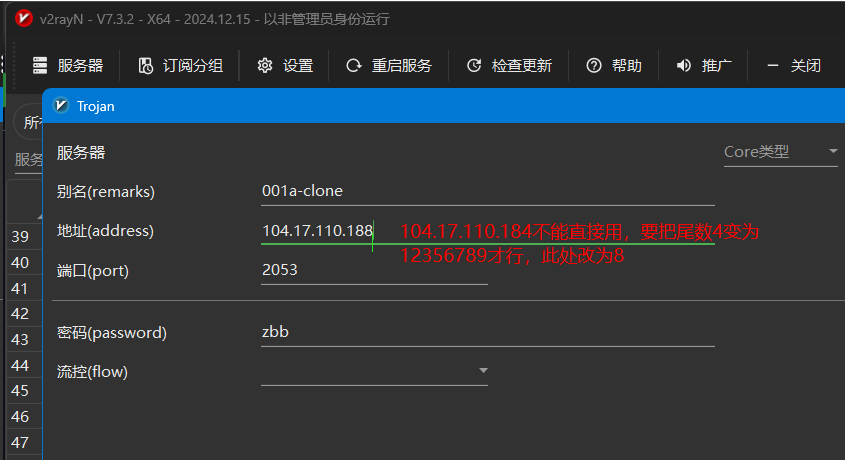 v2rayN - V7.3.2 - X64 - 2024.12.15 - 以非管理员身份运行
服务器 订阅分组 设置 重启服务 检查更新 帮助 推广 关闭
Trojan
所
服务
服务器 Core类型
别名(remarks) 001a-clone
地址(address) 104.17.110.188 104.17.110.184不能直接用，要把尾数4变为
12356789才行，此处改为8
端口(port) 2053
密码(password) zbb
流控(flow)
39
40
41
42
43
44
45
46
47